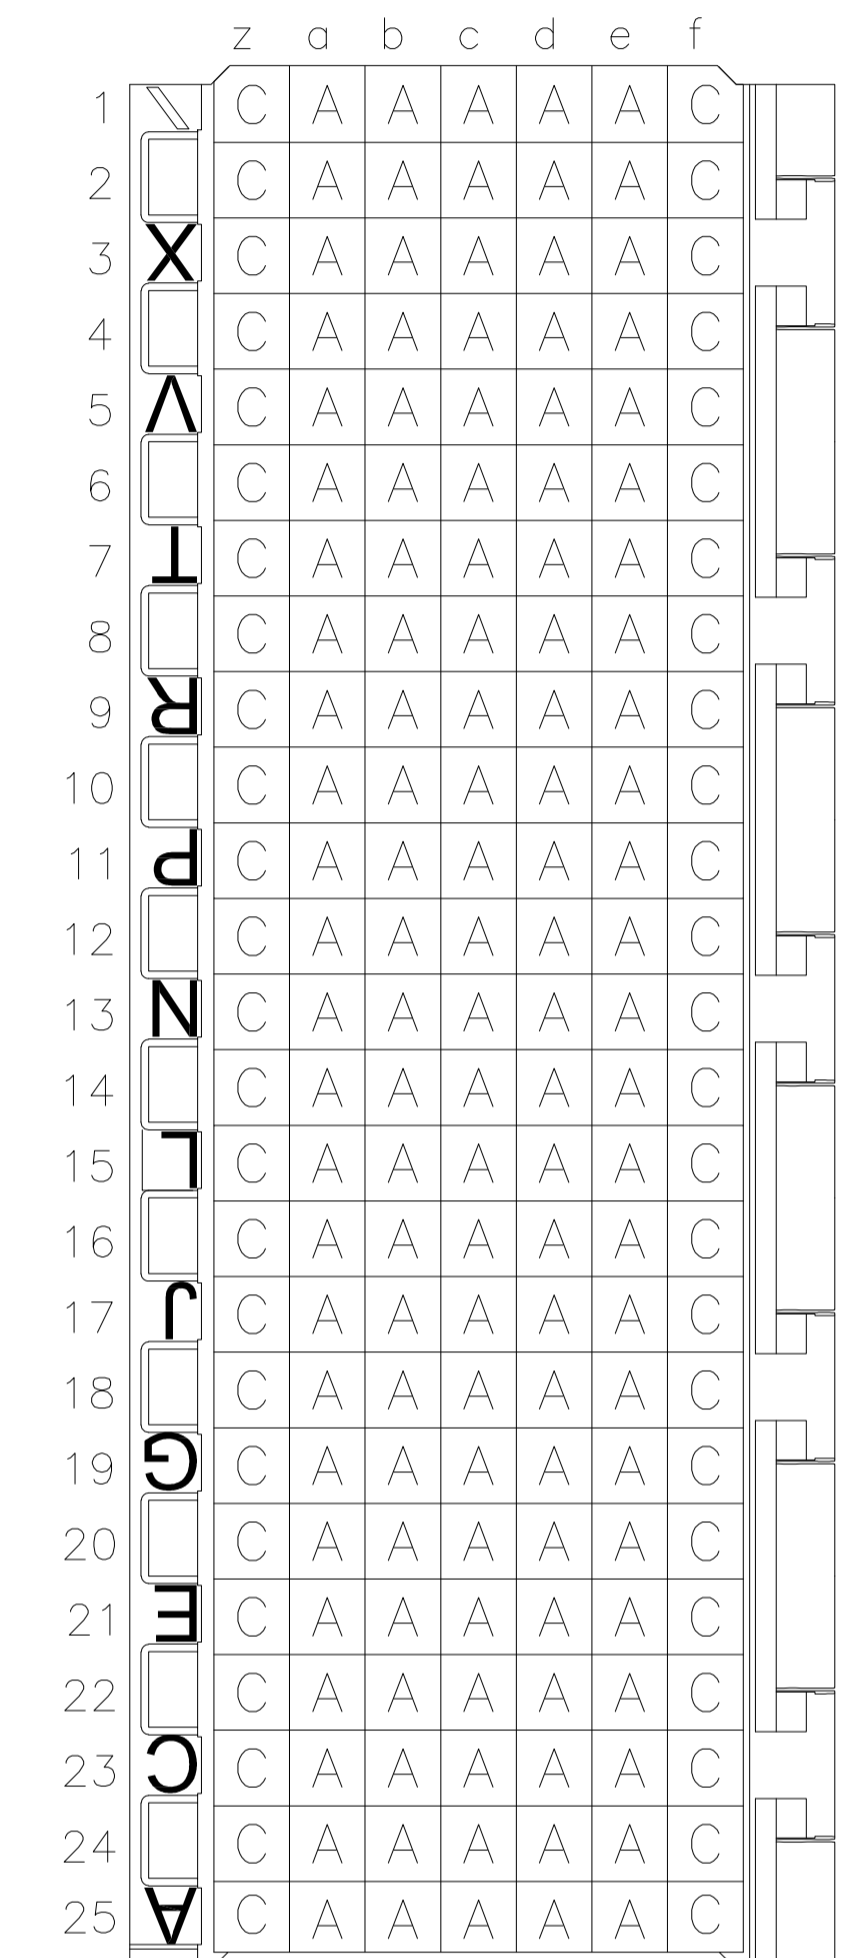 z a b c d e f
1 \ C A A A A A C
2 C A A A A A C
3 X C A A A A A C
4 C A A A A A C
5 V C A A A A A C
6 C A A A A A C
7 T C A A A A A C
8 C A A A A A C
9 R C A A A A A C
10 C A A A A A C
11 P C A A A A A C
12 C A A A A A C
13 N C A A A A A C
14 C A A A A A C
15 L C A A A A A C
16 C A A A A A C
17 J C A A A A A C
18 C A A A A A C
19 G C A A A A A C
20 C A A A A A C
21 E C A A A A A C
22 C A A A A A C
23 C C A A A A A C
24 C A A A A A C
25 A C A A A A A C